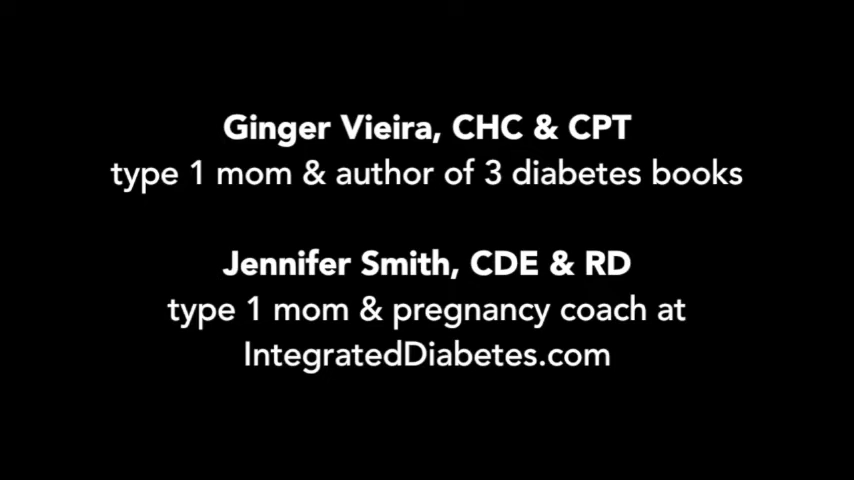 Ginger Vieira, CHC & CPT
type 1 mom & author of 3 diabetes books
Jennifer Smith, CDE & RD
type 1 mom & pregnancy coach at
IntegratedDiabetes.com